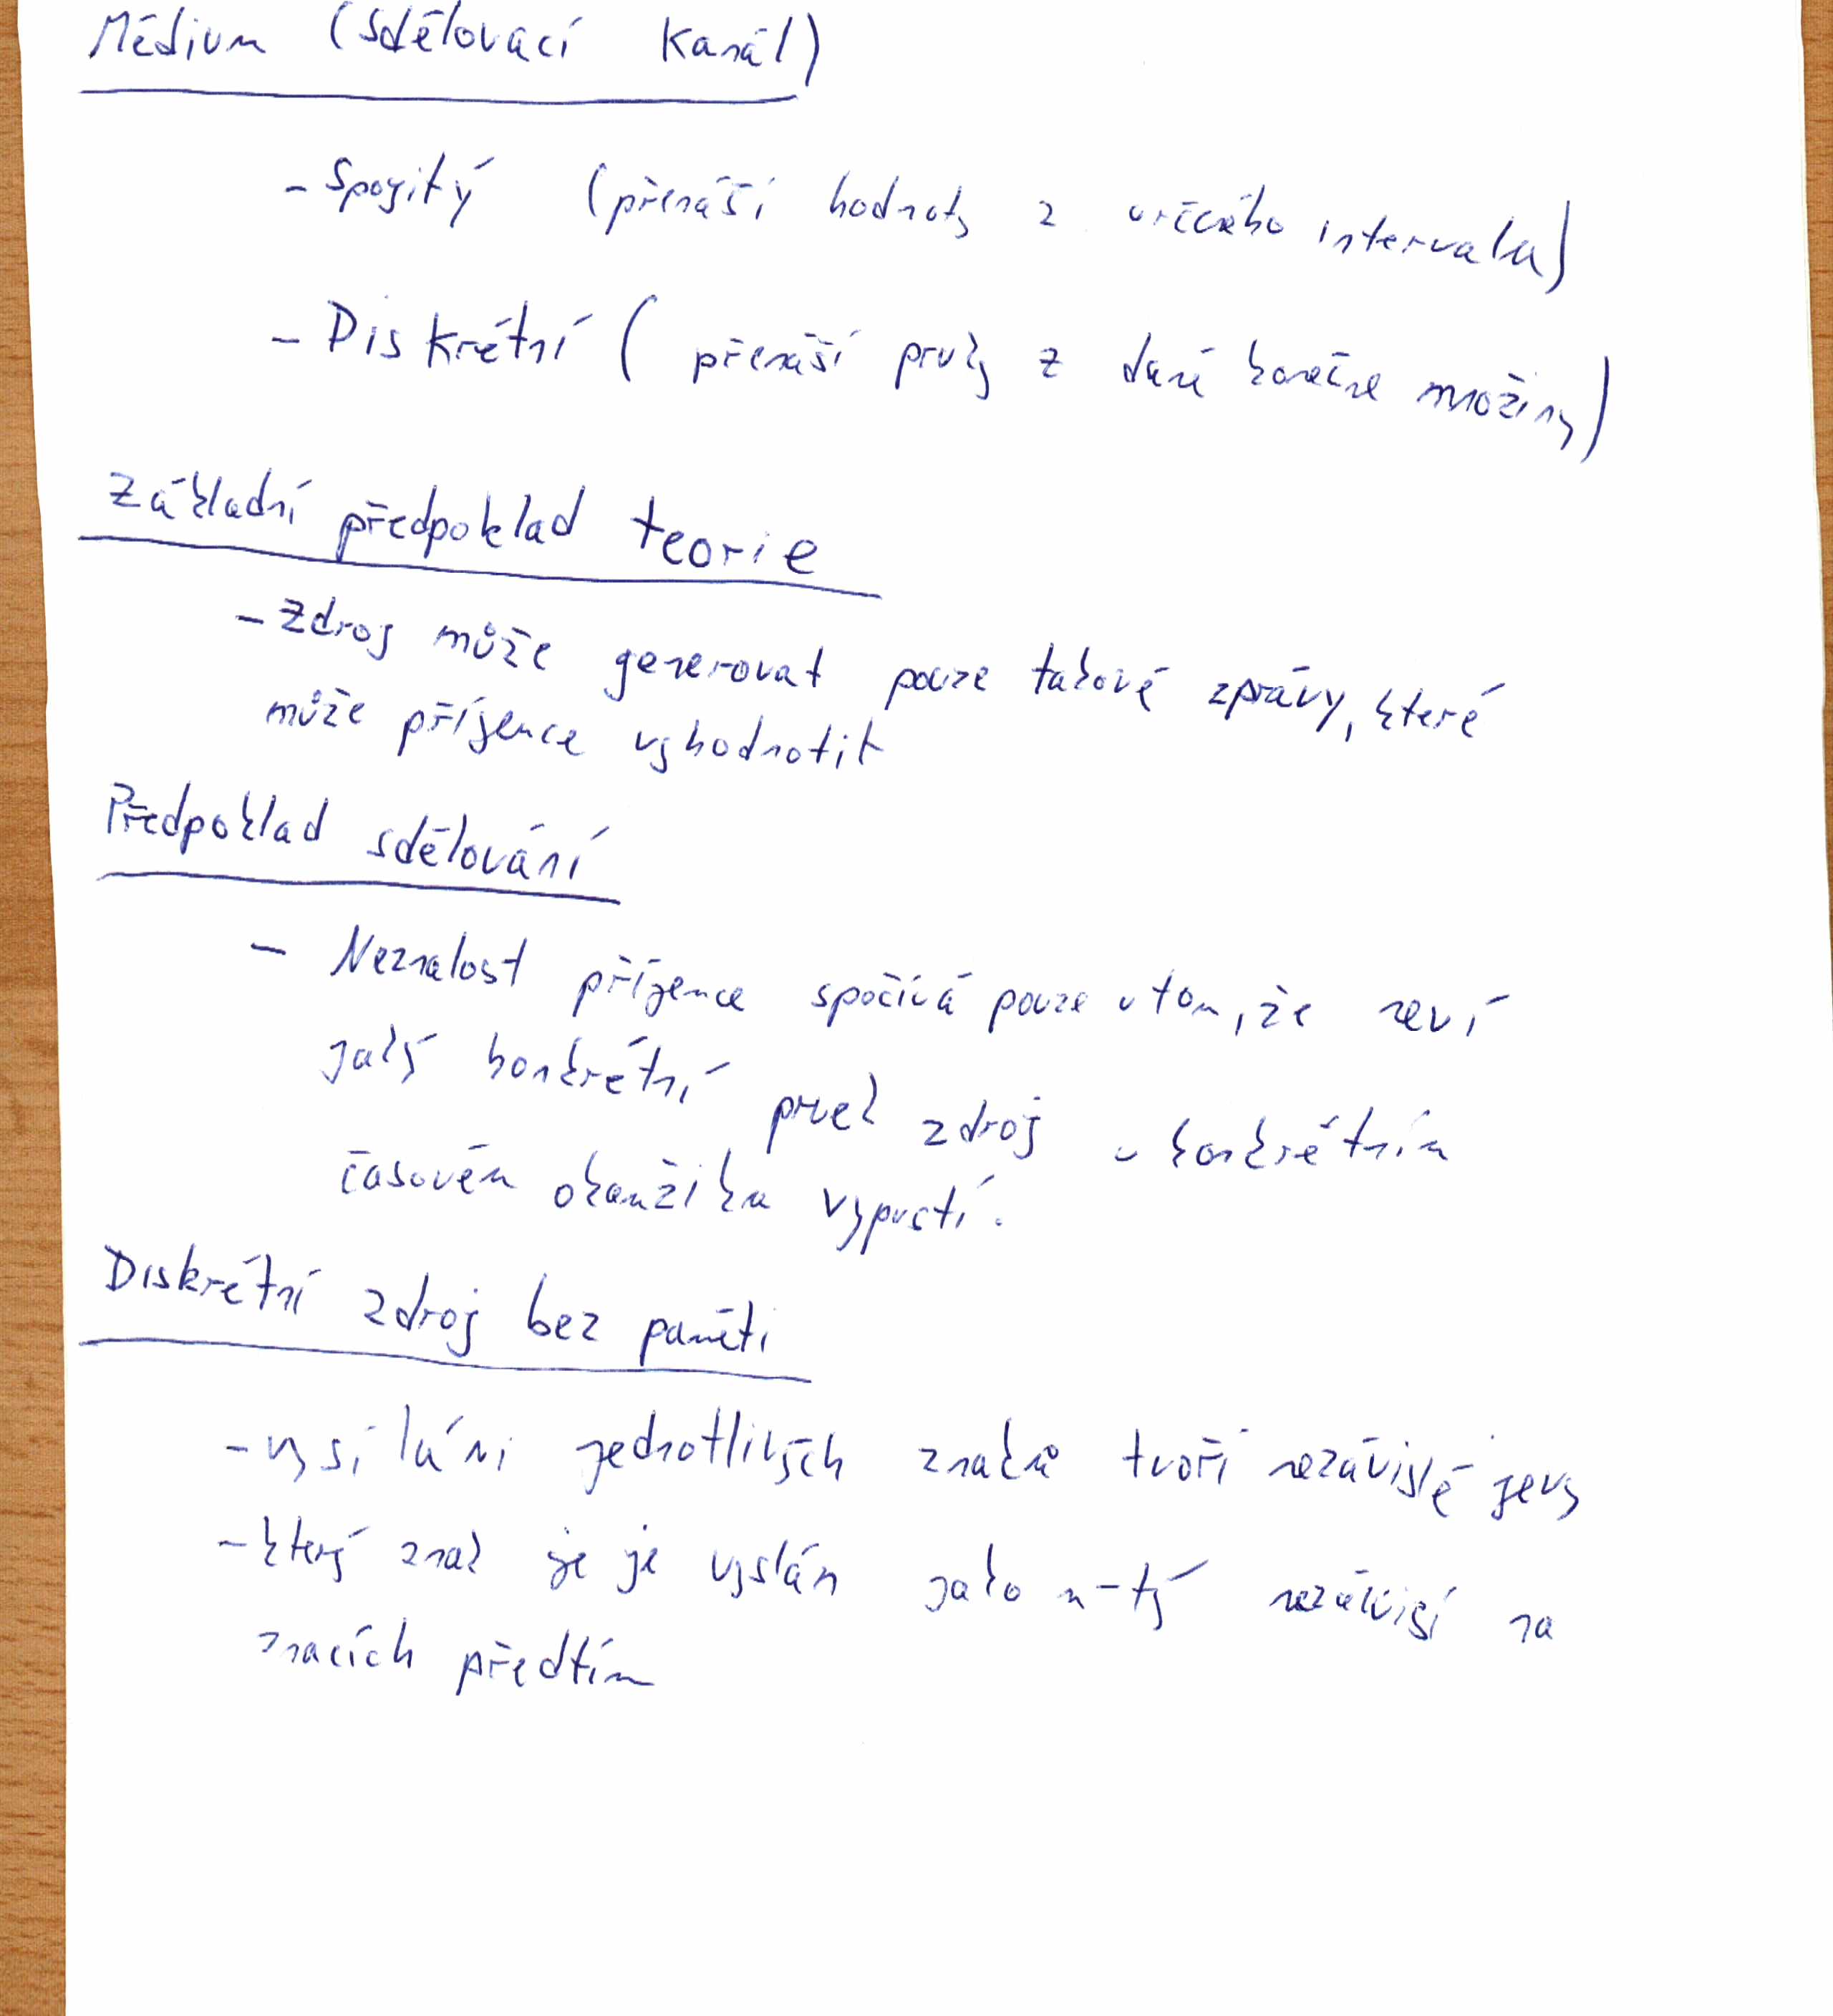 Médium (sdělovací kanál)
- Spojitý (přenáší hodnoty z určeného intervalu)
- Diskrétní (přenáší prvky z dané konečné množiny)
Základní předpoklad teorie
- Zdroj může generovat pouze takové zprávy, které
může příjemce vyhodnotit
Předpoklad sdělování
- Neznalost příjemce spočívá pouze v tom, že neví
jaký konkrétní prvek zdroj v konkrétním
časovém okamžiku vypustí.
Diskrétní zdroj bez paměti
- vysílání jednotlivých znaků tvoří nezávislé jevy
- který znak je je vyslán jako n-tý nezávisí na
znacích předtím